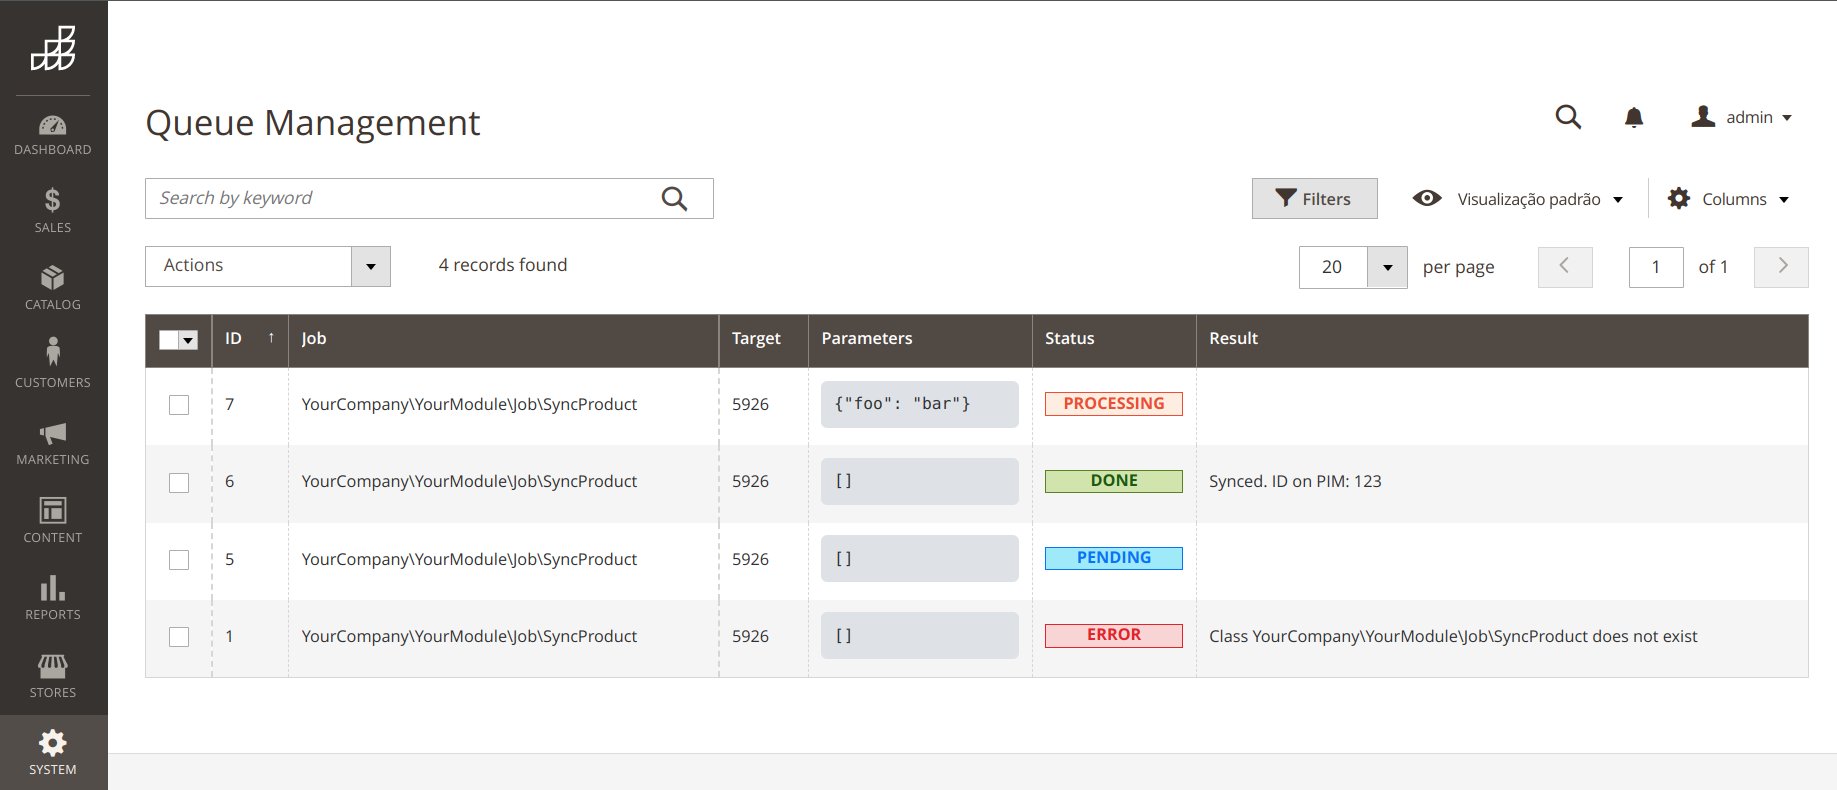 DASHBOARD
SALES
CATALOG
CUSTOMERS
MARKETING
CONTENT
REPORTS
STORES
SYSTEM
Queue Management
admin
Search by keyword
Filters
Visualização padrão
Columns
Actions
4 records found
20
per page
1
of 1
ID ↑ Job Target Parameters Status Result
7 YourCompany\YourModule\Job\SyncProduct 5926 {"foo": "bar"} PROCESSING
6 YourCompany\YourModule\Job\SyncProduct 5926 [] DONE Synced. ID on PIM: 123
5 YourCompany\YourModule\Job\SyncProduct 5926 [] PENDING
1 YourCompany\YourModule\Job\SyncProduct 5926 [] ERROR Class YourCompany\YourModule\Job\SyncProduct does not exist